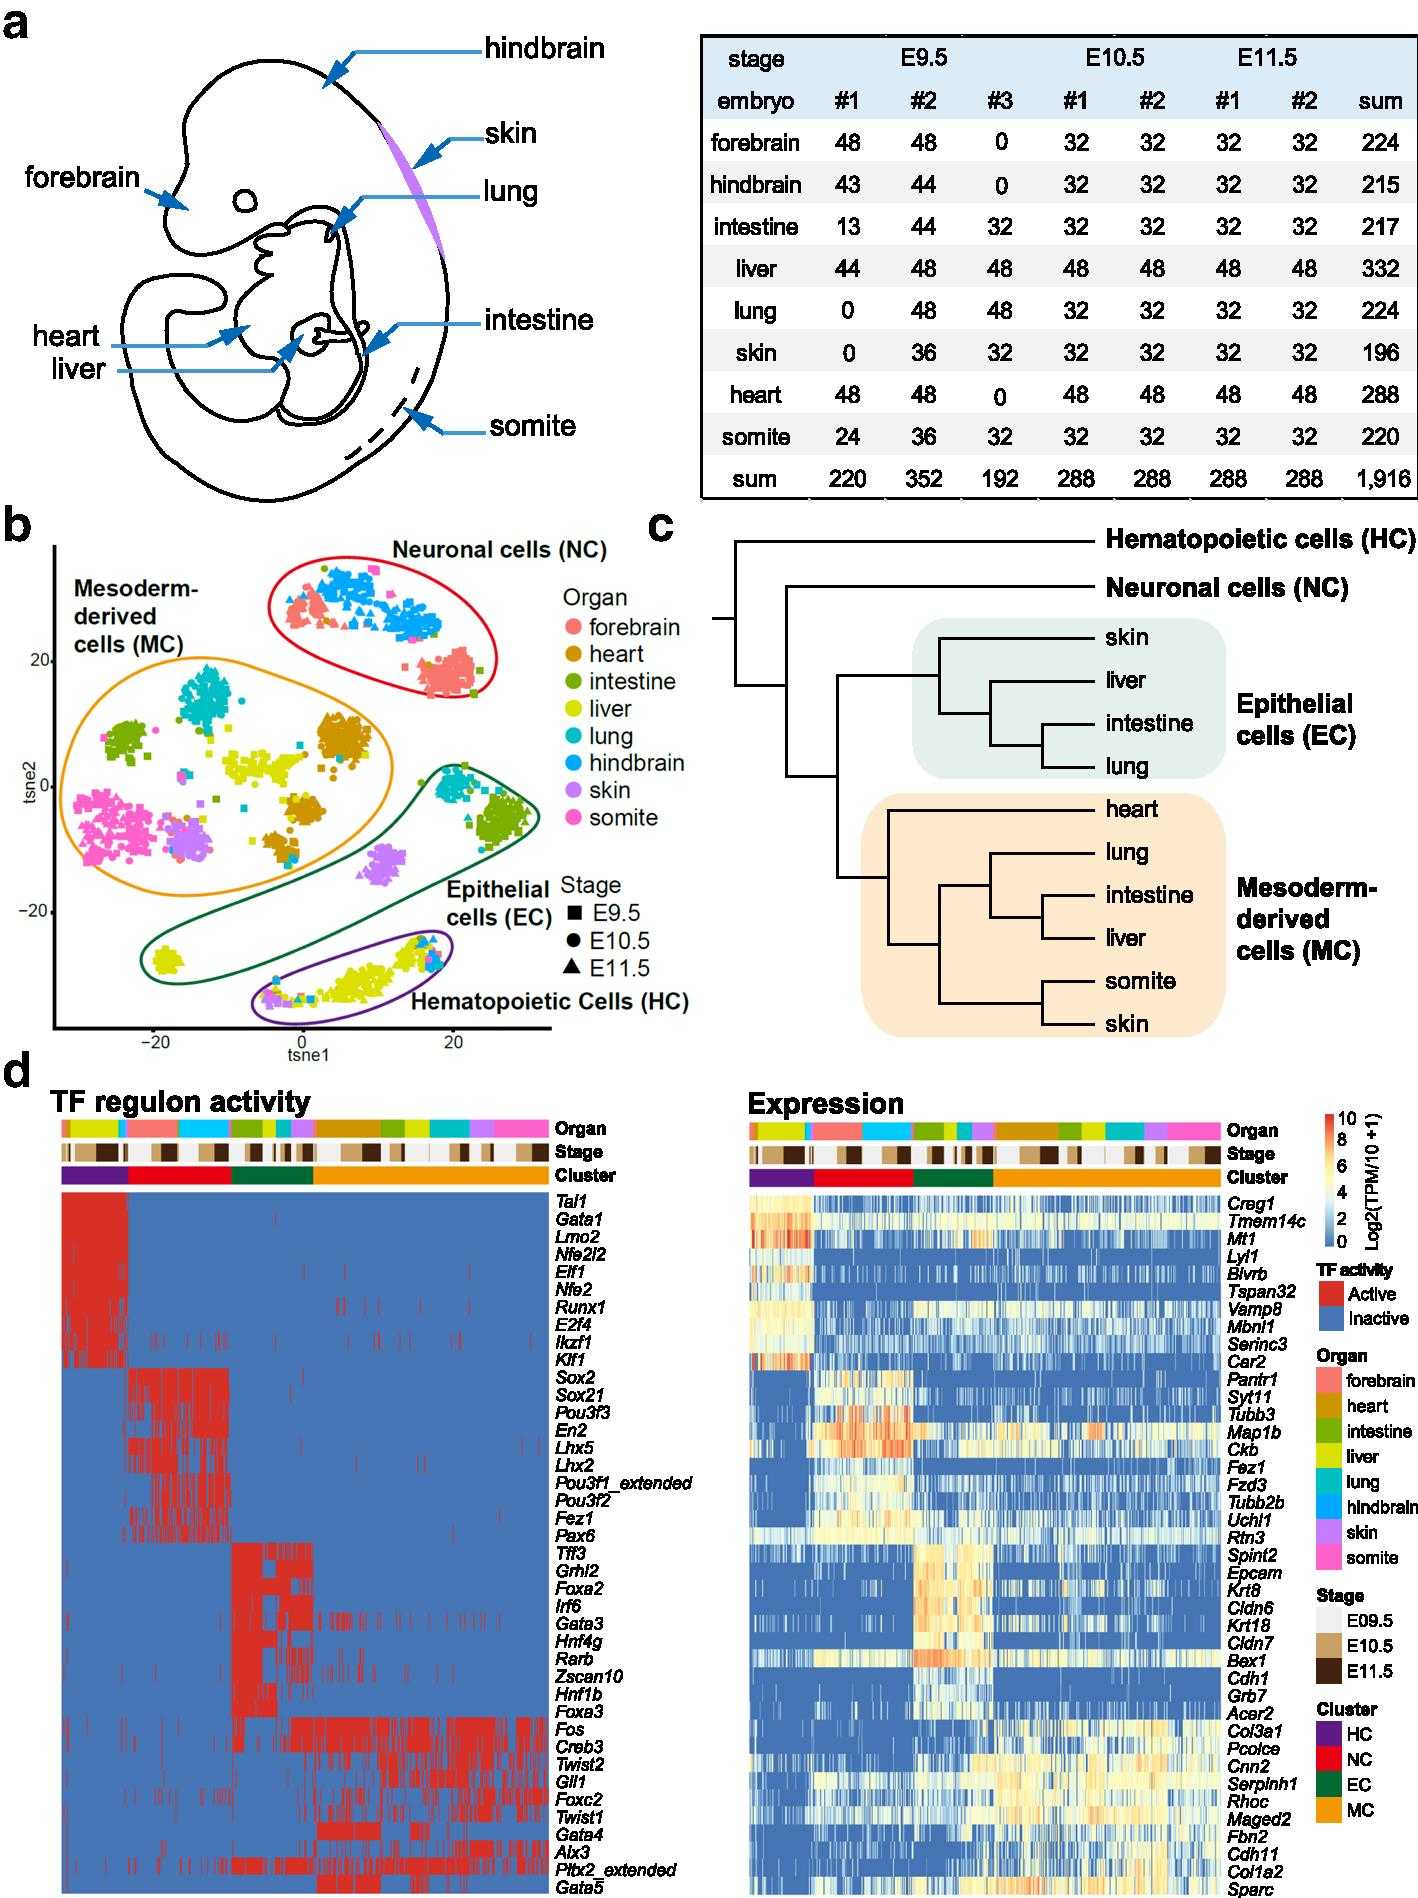 a
hindbrain
skin
forebrain
lung
intestine
heart
liver
somite
stage E9.5 E10.5 E11.5
embryo #1 #2 #3 #1 #2 #1 #2 sum
forebrain 48 48 0 32 32 32 32 224
hindbrain 43 44 0 32 32 32 32 215
intestine 13 44 32 32 32 32 32 217
liver 44 48 48 48 48 48 48 332
lung 0 48 48 32 32 32 32 224
skin 0 36 32 32 32 32 32 196
heart 48 48 0 48 48 48 48 288
somite 24 36 32 32 32 32 32 220
sum 220 352 192 288 288 288 288 1,916
b
Neuronal cells (NC)
Mesoderm-
derived
cells (MC)
Epithelial
cells (EC)
Hematopoietic Cells (HC)
20
0
−20
tsne2
−20 0 20
tsne1
Organ
forebrain
heart
intestine
liver
lung
hindbrain
skin
somite
Stage
E9.5
E10.5
E11.5
c
Hematopoietic cells (HC)
Neuronal cells (NC)
skin
liver
intestine
lung
Epithelial
cells (EC)
heart
lung
intestine
liver
somite
skin
Mesoderm-
derived
cells (MC)
d
TF regulon activity
Organ
Stage
Cluster
Tal1
Gata1
Lmo2
Nfe2l2
Elf1
Nfe2
Runx1
E2f4
Ikzf1
Klf1
Sox2
Sox21
Pou3f3
En2
Lhx5
Lhx2
Pou3f1_extended
Pou3f2
Fez1
Pax6
Tff3
Grhl2
Foxa2
Irf6
Gata3
Hnf4g
Rarb
Zscan10
Hnf1b
Foxa3
Fos
Creb3
Twist2
Gli1
Foxc2
Twist1
Gata4
Alx3
Pitx2_extended
Gata5
Expression
Organ
Stage
Cluster
Creg1
Tmem14c
Mt1
Lyl1
Blvrb
Tspan32
Vamp8
Mbnl1
Serinc3
Car2
Pantr1
Syt11
Tubb3
Map1b
Ckb
Fez1
Fzd3
Tubb2b
Uchl1
Rtn3
Spint2
Epcam
Krt8
Cldn6
Krt18
Cldn7
Bex1
Cdh1
Grb7
Acer2
Col3a1
Pcolce
Cnn2
Serpinh1
Rhoc
Maged2
Fbn2
Cdh11
Col1a2
Sparc
10
8
6
4
2
0
Log2(TPM/10 +1)
TF activity
Active
Inactive
Organ
forebrain
heart
intestine
liver
lung
hindbrain
skin
somite
Stage
E09.5
E10.5
E11.5
Cluster
HC
NC
EC
MC